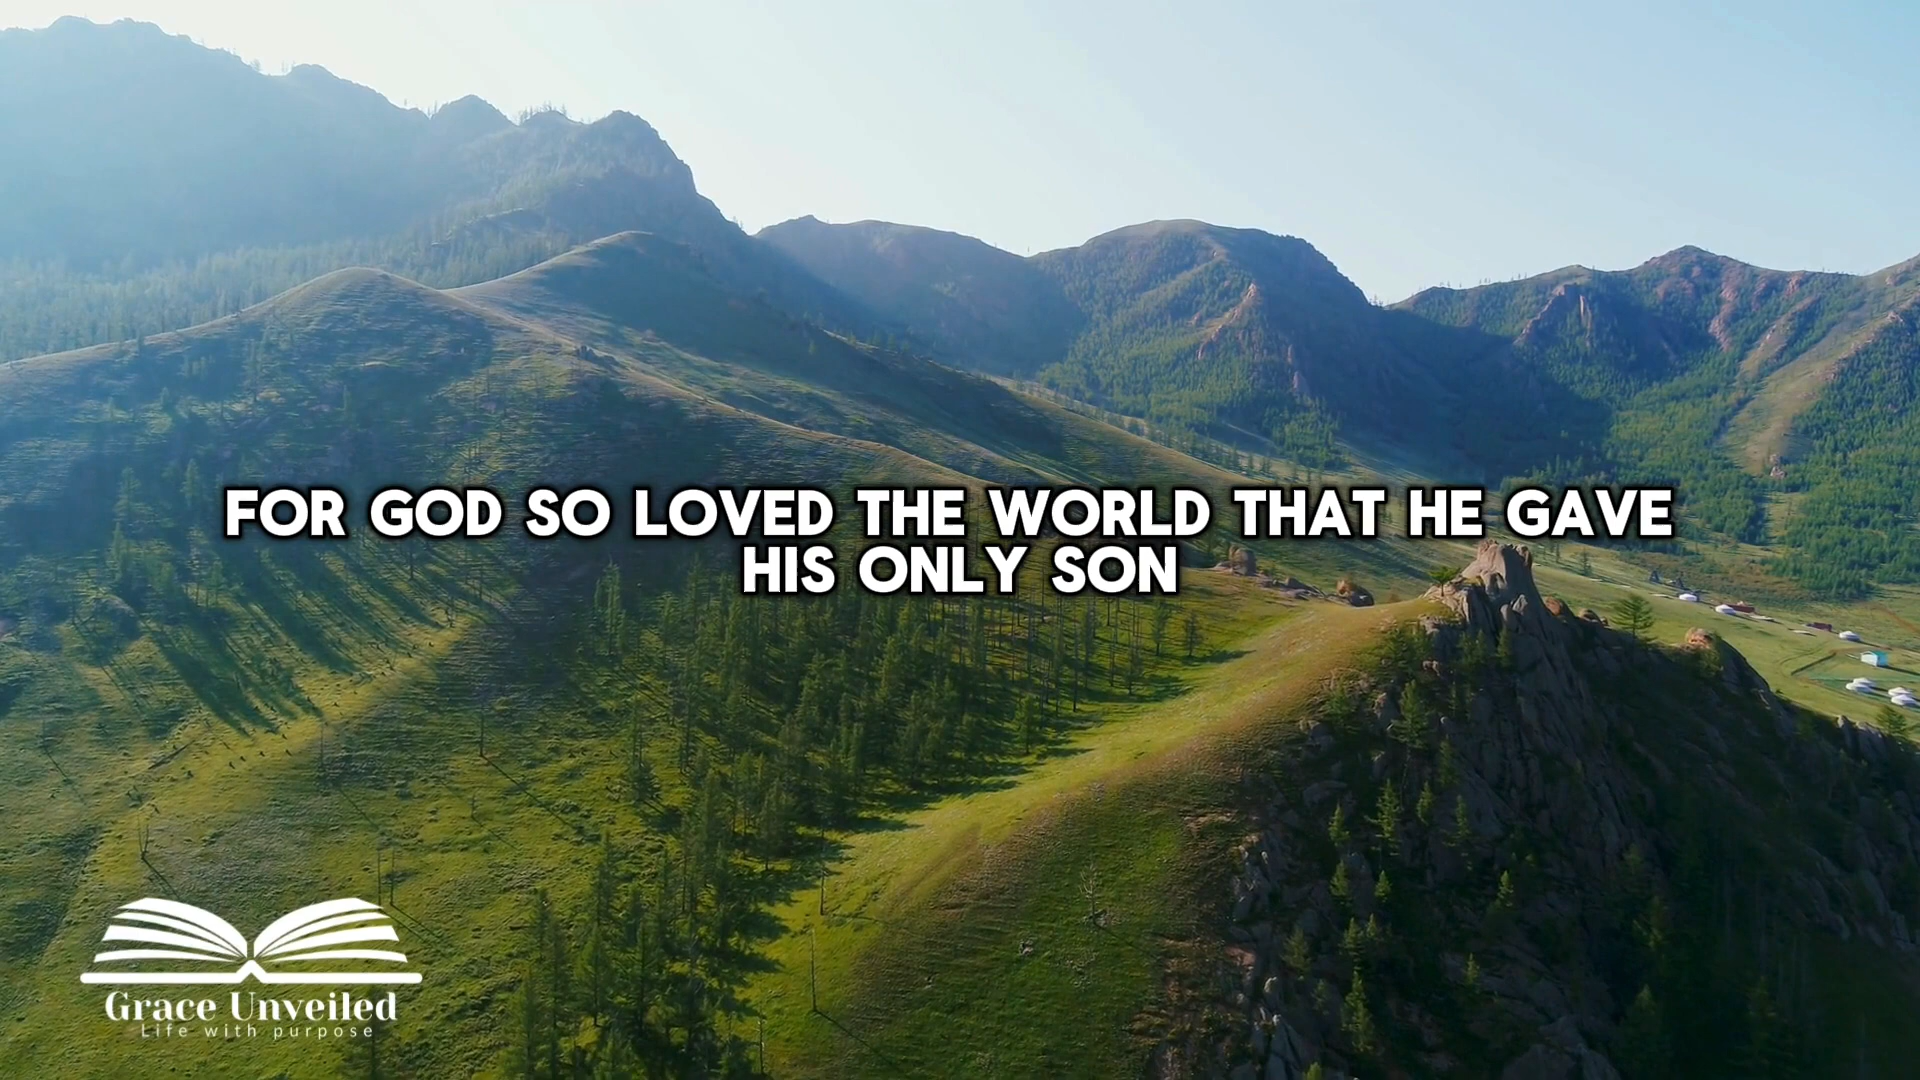 FOR GOD SO LOVED THE WORLD THAT HE GAVE
HIS ONLY SON
Grace Unveiled
Life with purpose